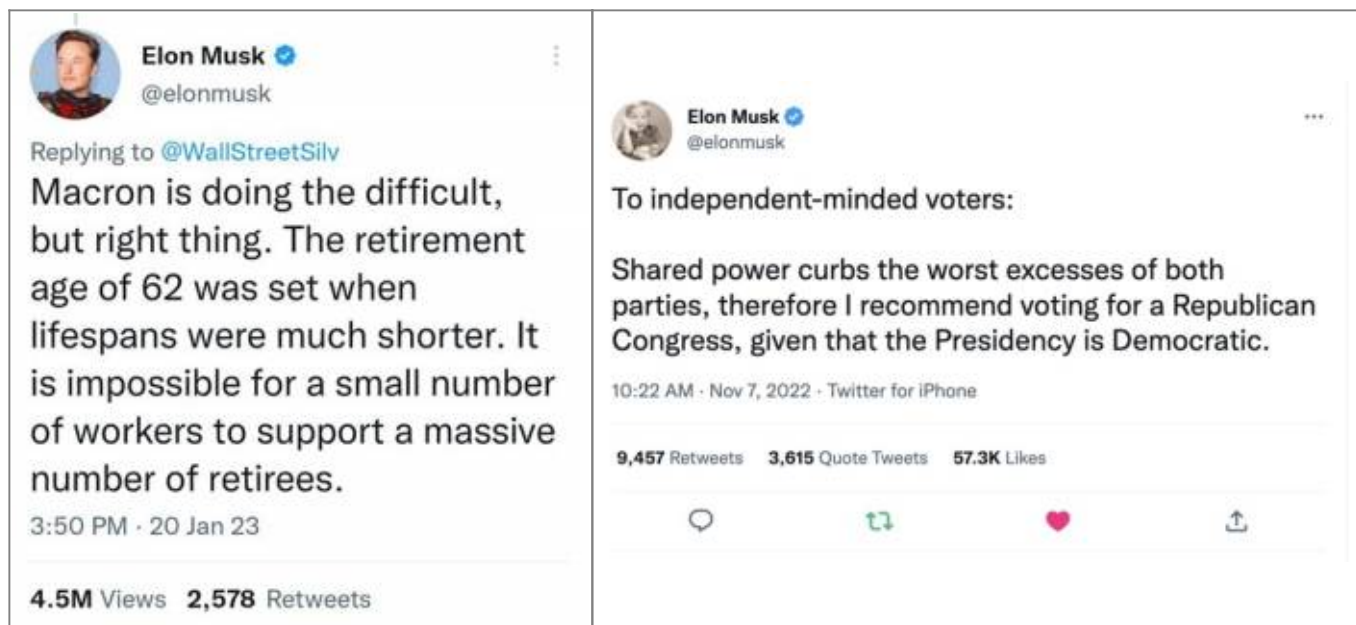 Elon Musk
@elonmusk
Replying to @WallStreetSilv
Macron is doing the difficult,
but right thing. The retirement
age of 62 was set when
lifespans were much shorter. It
is impossible for a small number
of workers to support a massive
number of retirees.
3:50 PM · 20 Jan 23
4.5M Views 2,578 Retweets
Elon Musk
@elonmusk
To independent-minded voters:
Shared power curbs the worst excesses of both
parties, therefore I recommend voting for a Republican
Congress, given that the Presidency is Democratic.
10:22 AM · Nov 7, 2022 · Twitter for iPhone
9,457 Retweets 3,615 Quote Tweets 57.3K Likes